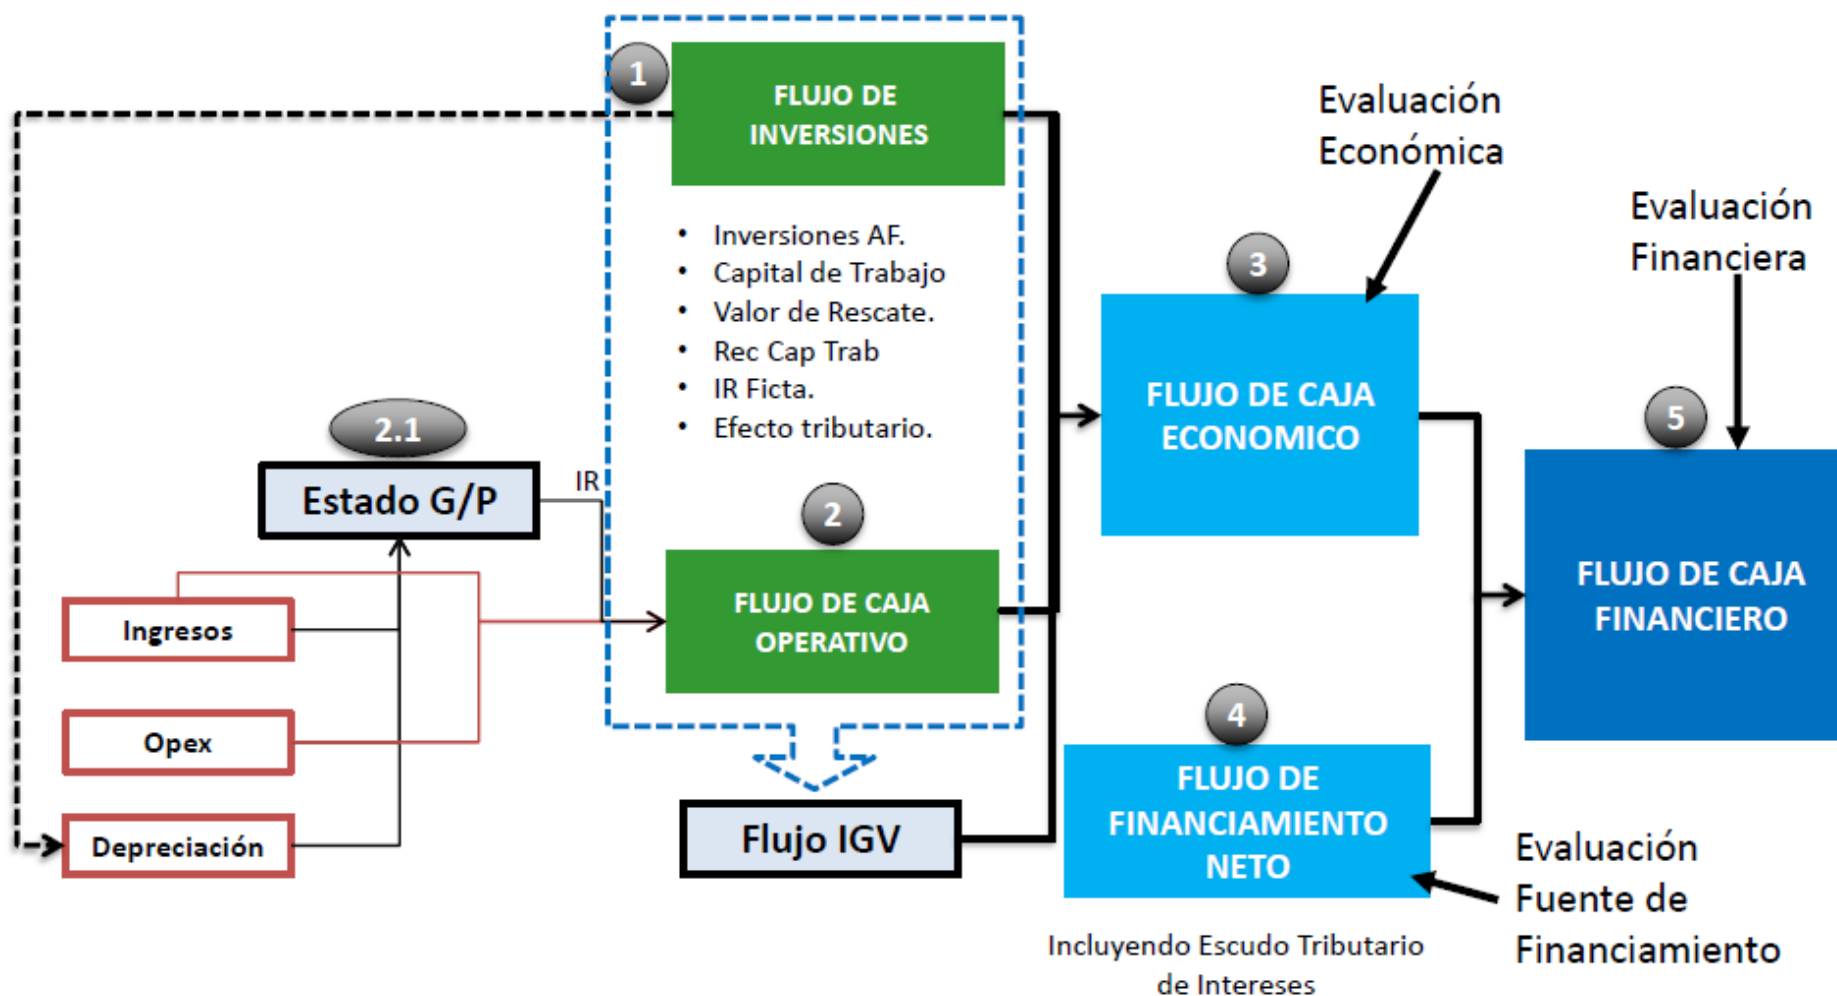 1
FLUJO DE
INVERSIONES
• Inversiones AF.
• Capital de Trabajo
• Valor de Rescate.
• Rec Cap Trab
• IR Ficta.
• Efecto tributario.
2.1
Estado G/P
IR
2
FLUJO DE CAJA
OPERATIVO
Ingresos
Opex
Depreciación
Flujo IGV
Evaluación
Económica
3
FLUJO DE CAJA
ECONOMICO
4
FLUJO DE
FINANCIAMIENTO
NETO
Incluyendo Escudo Tributario
de Intereses
Evaluación
Fuente de
Financiamiento
Evaluación
Financiera
5
FLUJO DE CAJA
FINANCIERO